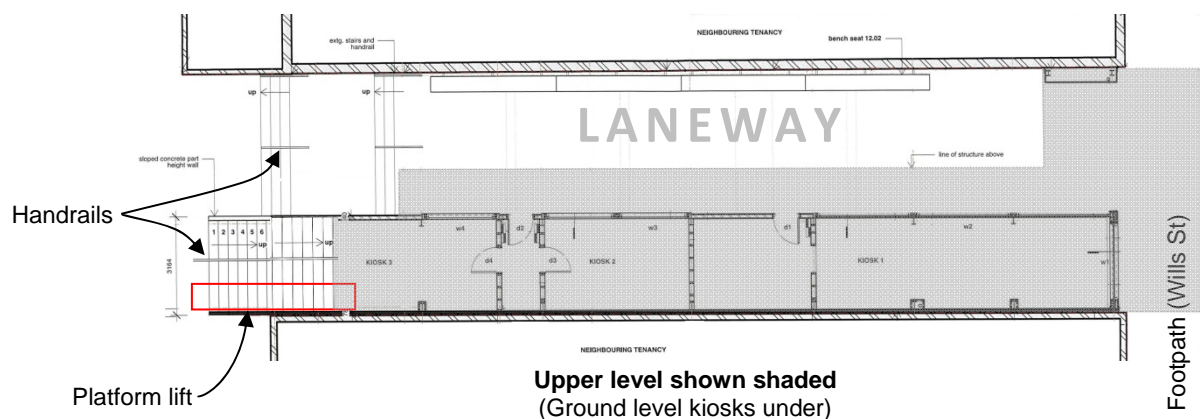 NEIGHBOURING TENANCY
extg. stairs and
handrail
bench seat 12.02
up
up
LANEWAY
sloped concrete part
height wall
line of structure above
Handrails
1 2 3 4 5 6
up
up
3164
KIOSK 3
w4
d2
d4
d3
w3
KIOSK 2
d1
w2
KIOSK 1
w1
NEIGHBOURING TENANCY
Platform lift
Upper level shown shaded
(Ground level kiosks under)
Footpath (Wills St)